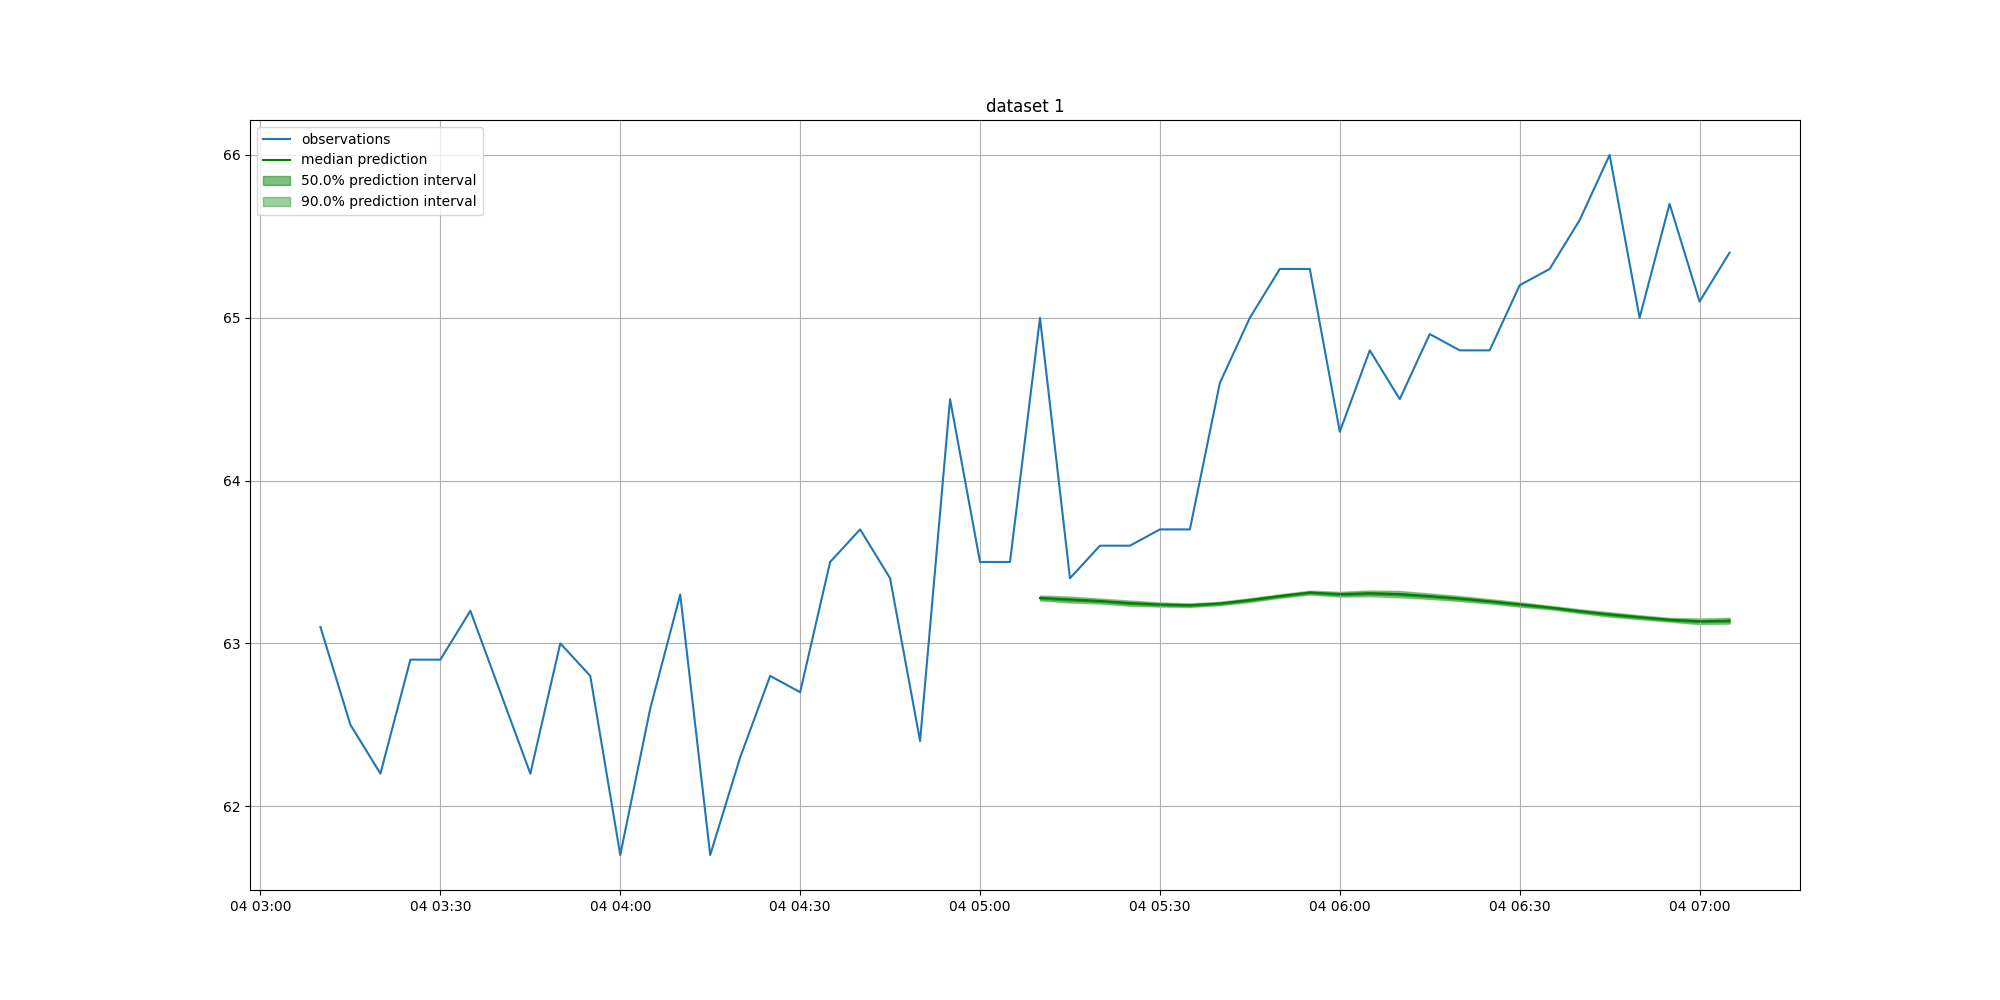 dataset 1
observations
median prediction
50.0% prediction interval
90.0% prediction interval
66
65
64
63
62
04 03:00 04 03:30 04 04:00 04 04:30 04 05:00 04 05:30 04 06:00 04 06:30 04 07:00